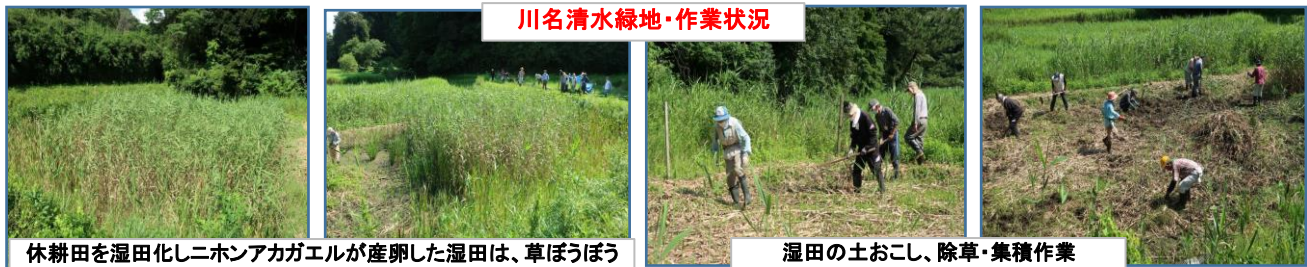 川名清水緑地・作業状況
休耕田を湿田化しニホンアカガエルが産卵した湿田は、草ぼうぼう
湿田の土おこし、除草・集積作業